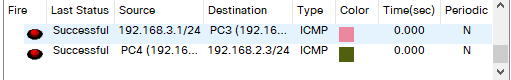 Fire Last Status Source Destination Type Color Time(sec) Periodic
Successful 192.168.3.1/24 PC3 (192.16... ICMP 0.000 N
Successful PC4 (192.16... 192.168.2.3/24 ICMP 0.000 N